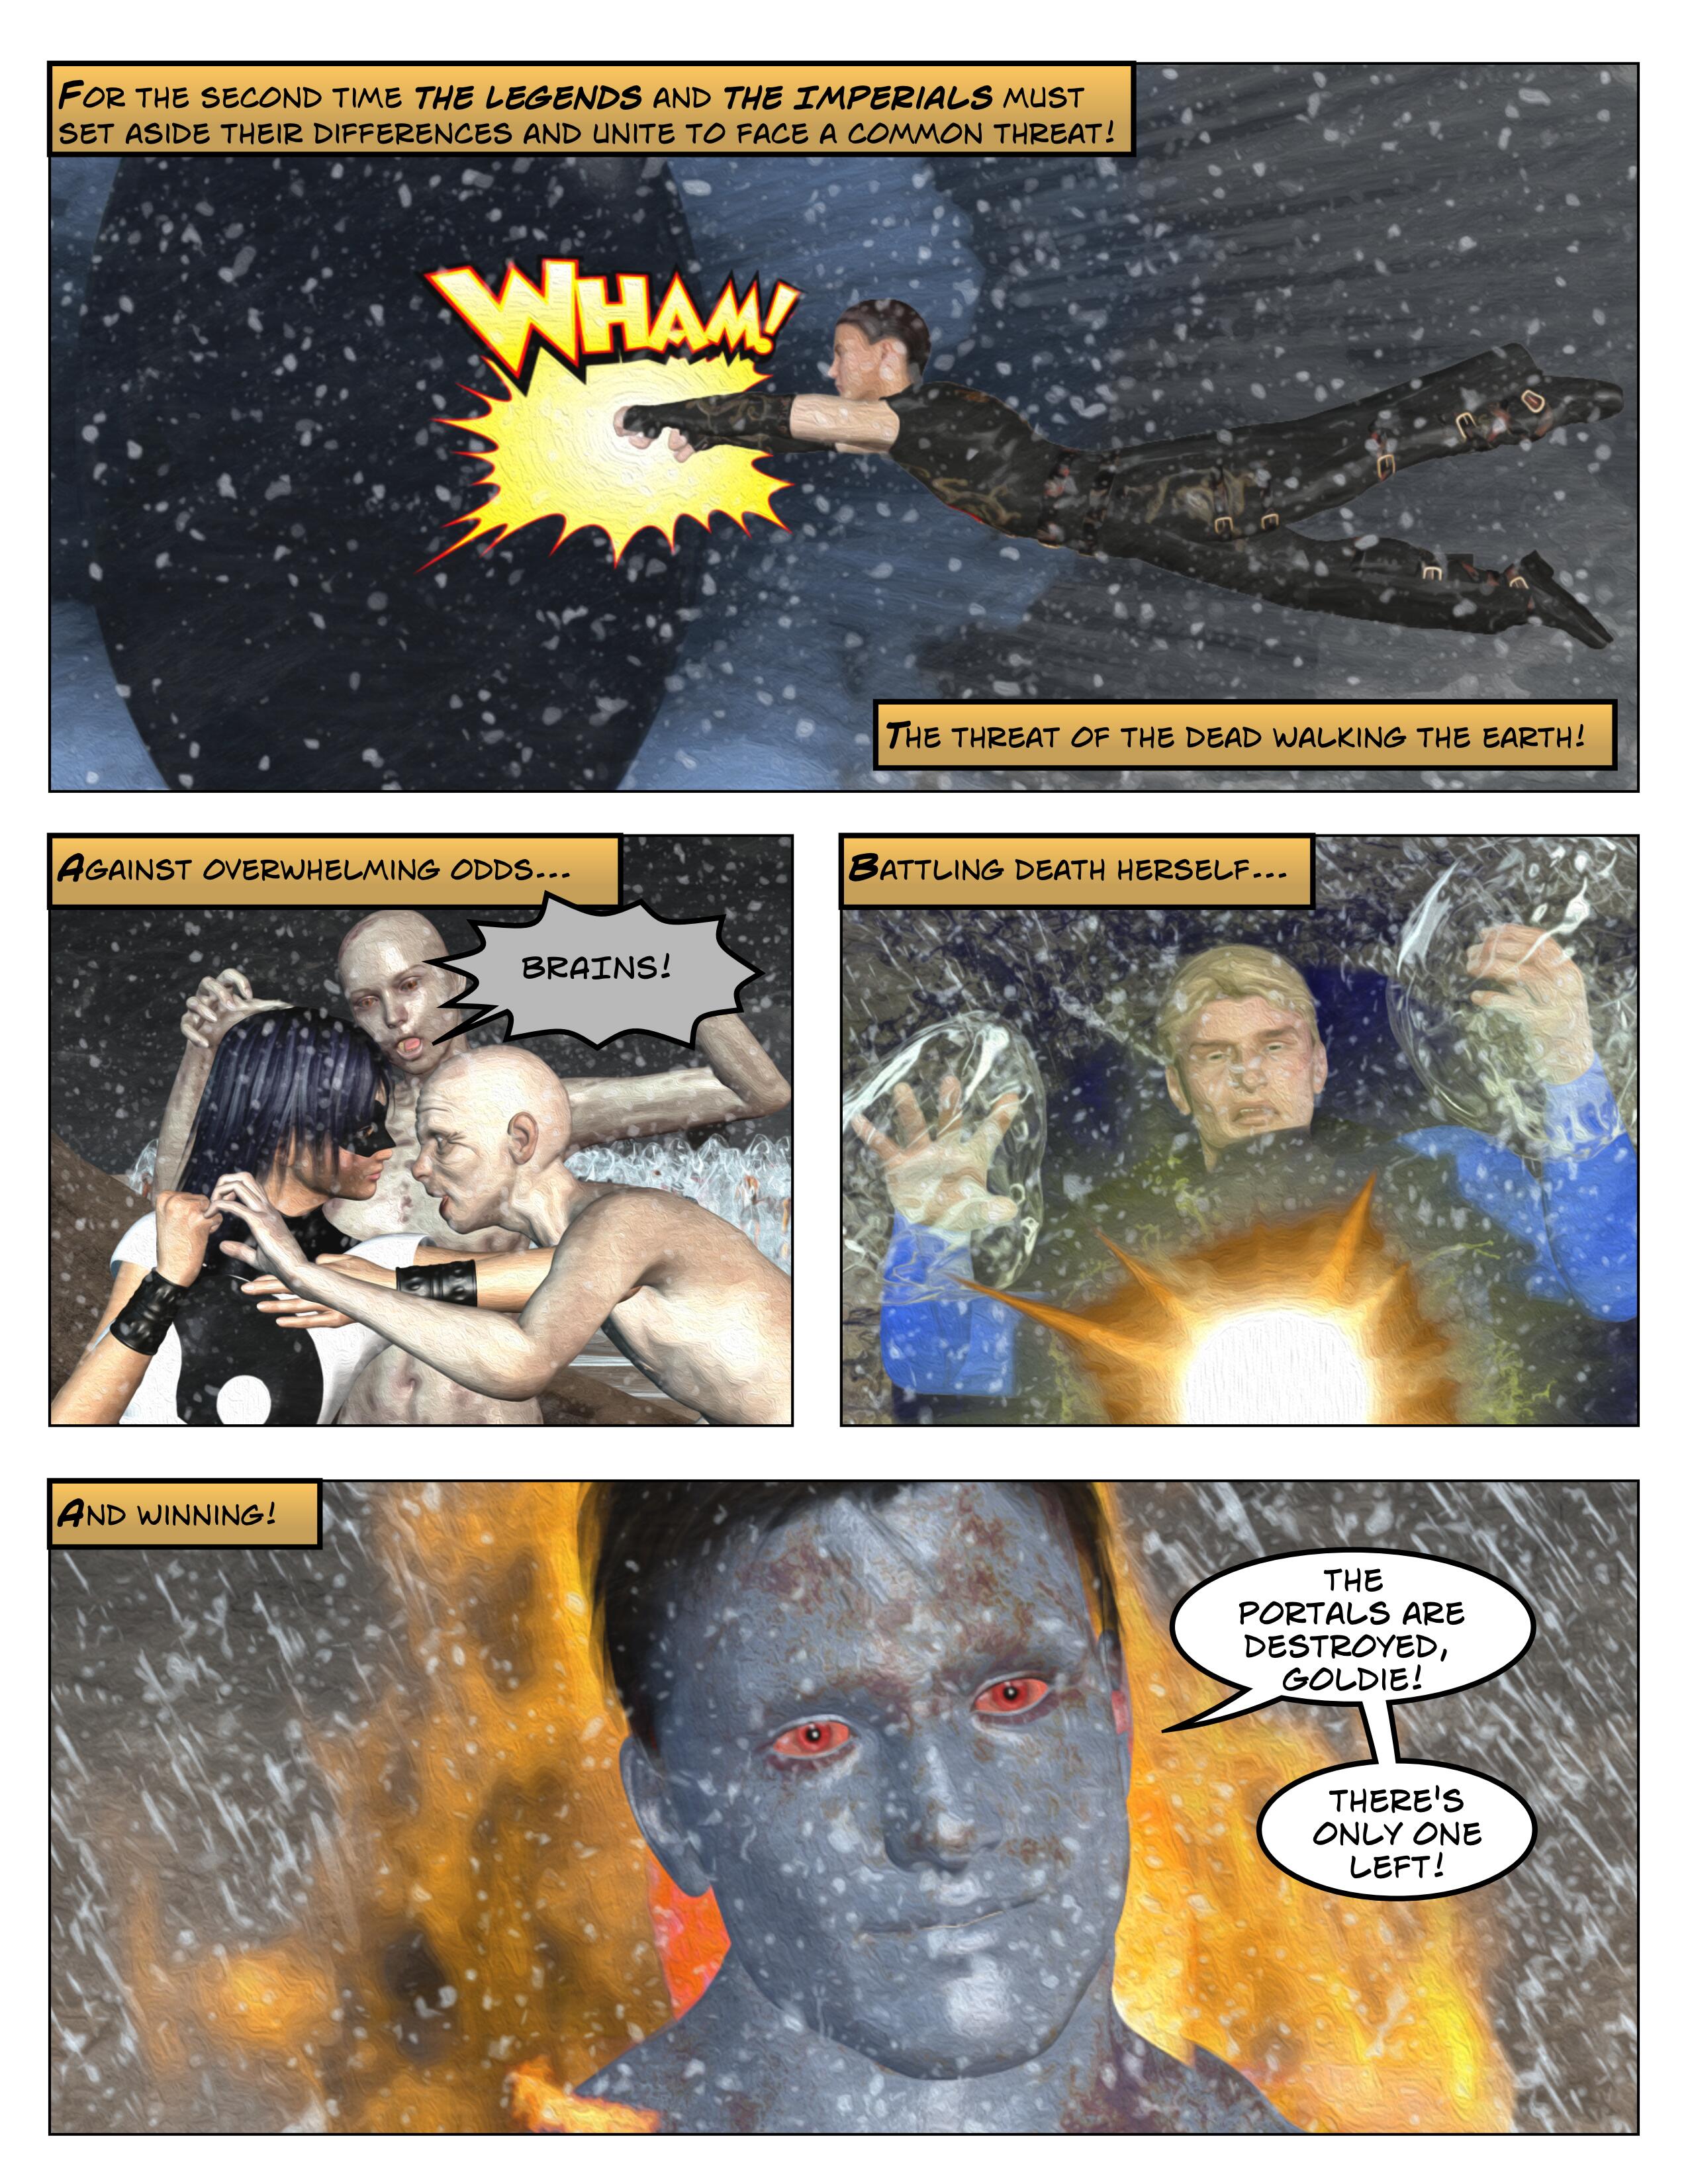 FOR THE SECOND TIME THE LEGENDS AND THE IMPERIALS MUST
SET ASIDE THEIR DIFFERENCES AND UNITE TO FACE A COMMON THREAT!
WHAM!
THE THREAT OF THE DEAD WALKING THE EARTH!
AGAINST OVERWHELMING ODDS...
BRAINS!
BATTLING DEATH HERSELF...
AND WINNING!
THE
PORTALS ARE
DESTROYED,
GOLDIE!
THERE'S
ONLY ONE
LEFT!